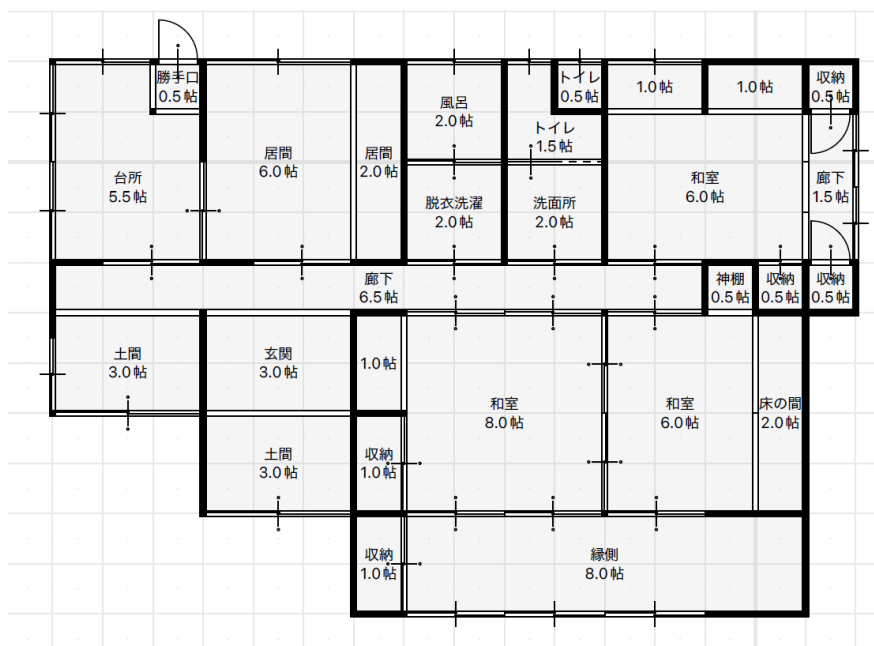 勝手口
0.5帖
トイレ
0.5帖
1.0帖
1.0帖
収納
0.5帖
風呂
2.0帖
トイレ
1.5帖
居間
6.0帖
居間
2.0帖
台所
5.5帖
和室
6.0帖
廊下
1.5帖
脱衣洗濯
2.0帖
洗面所
2.0帖
廊下
6.5帖
神棚
0.5帖
収納
0.5帖
収納
0.5帖
土間
3.0帖
玄関
3.0帖
1.0帖
和室
8.0帖
和室
6.0帖
床の間
2.0帖
土間
3.0帖
収納
1.0帖
収納
1.0帖
縁側
8.0帖